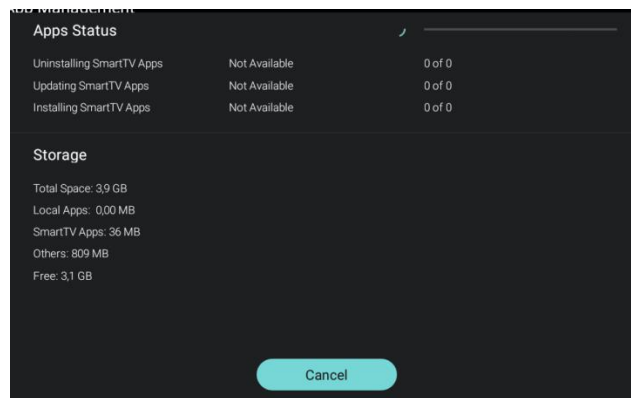 App Management
Apps Status
Uninstalling SmartTV Apps Not Available 0 of 0
Updating SmartTV Apps Not Available 0 of 0
Installing SmartTV Apps Not Available 0 of 0
Storage
Total Space: 3,9 GB
Local Apps: 0,00 MB
SmartTV Apps: 36 MB
Others: 809 MB
Free: 3,1 GB
Cancel